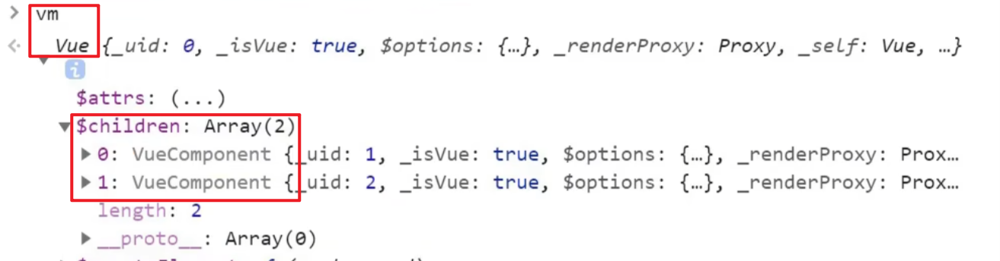 > vm
Vue {_uid: 0, _isVue: true, $options: {…}, _renderProxy: Proxy, _self: Vue, …}
i
$attrs: (...)
▼$children: Array(2)
▶0: VueComponent {_uid: 1, _isVue: true, $options: {…}, _renderProxy: Prox…
▶1: VueComponent {_uid: 2, _isVue: true, $options: {…}, _renderProxy: Prox…
length: 2
▶__proto__: Array(0)